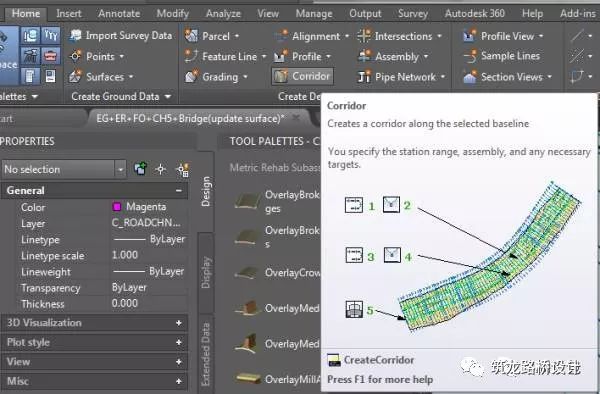 Home Insert Annotate Modify Analyze View Manage Output Survey Autodesk 360 Help Add-ins
Import Survey Data Parcel Alignment Intersections Profile View
Points Feature Line Profile Assembly Sample Lines
space Surfaces Grading Corridor Pipe Network Section Views
alettes Create Ground Data Create De
tart EG+ER+FO+CH5+Bridge(update surface)*
Corridor
Creates a corridor along the selected baseline
You specify the station range, assembly, and any necessary
targets.
1 2
3 4
5
CreateCorridor
Press F1 for more help
PROPERTIES
No selection
General
Color Magenta
Layer C_ROADCHN...
Linetype ByLayer
Linetype scale 1.000
Lineweight ByLayer
Transparency ByLayer
Thickness 0.000
3D Visualization
Plot style
View
Misc
Design
Display
Extended Data
TOOL PALETTES - C
Metric Rehab Subass
OverlayBrok
ges
OverlayBrok
s
OverlayCrow
OverlayMed
OverlayMed
OverlayMillA
筑龙路桥设计